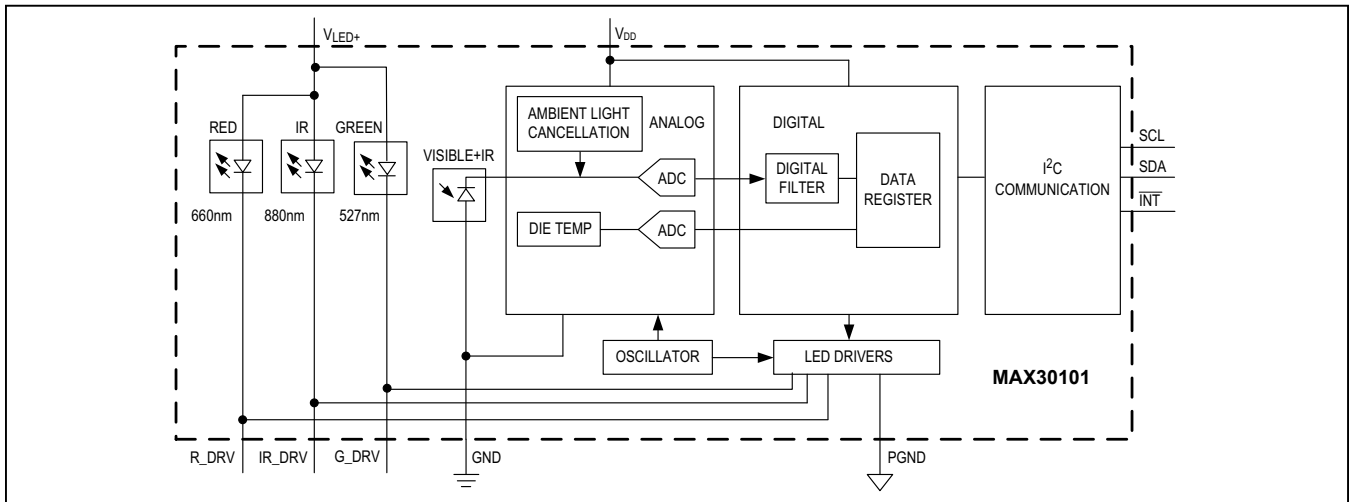 VLED+
VDD
RED
IR
GREEN
VISIBLE+IR
AMBIENT LIGHT
CANCELLATION
ANALOG
DIGITAL
ADC
DIGITAL
FILTER
DATA
REGISTER
I²C
COMMUNICATION
SCL
SDA
INT
660nm
880nm
527nm
DIE TEMP
ADC
OSCILLATOR
LED DRIVERS
MAX30101
R_DRV
IR_DRV
G_DRV
GND
PGND